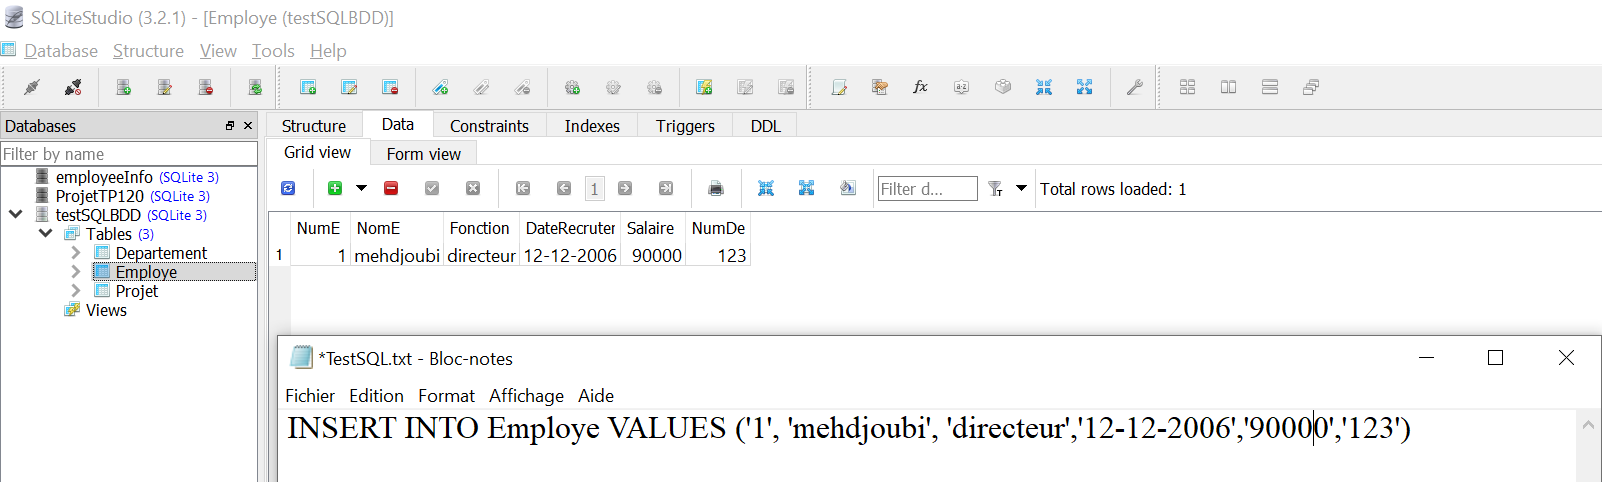 SQLiteStudio (3.2.1) - [Employe (testSQLBDD)]
Database Structure View Tools Help
Databases
Filter by name
employeeInfo (SQLite 3)
ProjetTP120 (SQLite 3)
testSQLBDD (SQLite 3)
Tables (3)
Departement
Employe
Projet
Views
Structure Data Constraints Indexes Triggers DDL
Grid view Form view
1 Filter d... Total rows loaded: 1
NumE NomE Fonction DateRecruter Salaire NumDe
1 1 mehdjoubi directeur 12-12-2006 90000 123
*TestSQL.txt - Bloc-notes
Fichier Edition Format Affichage Aide
INSERT INTO Employe VALUES ('1', 'mehdjoubi', 'directeur','12-12-2006','90000','123')